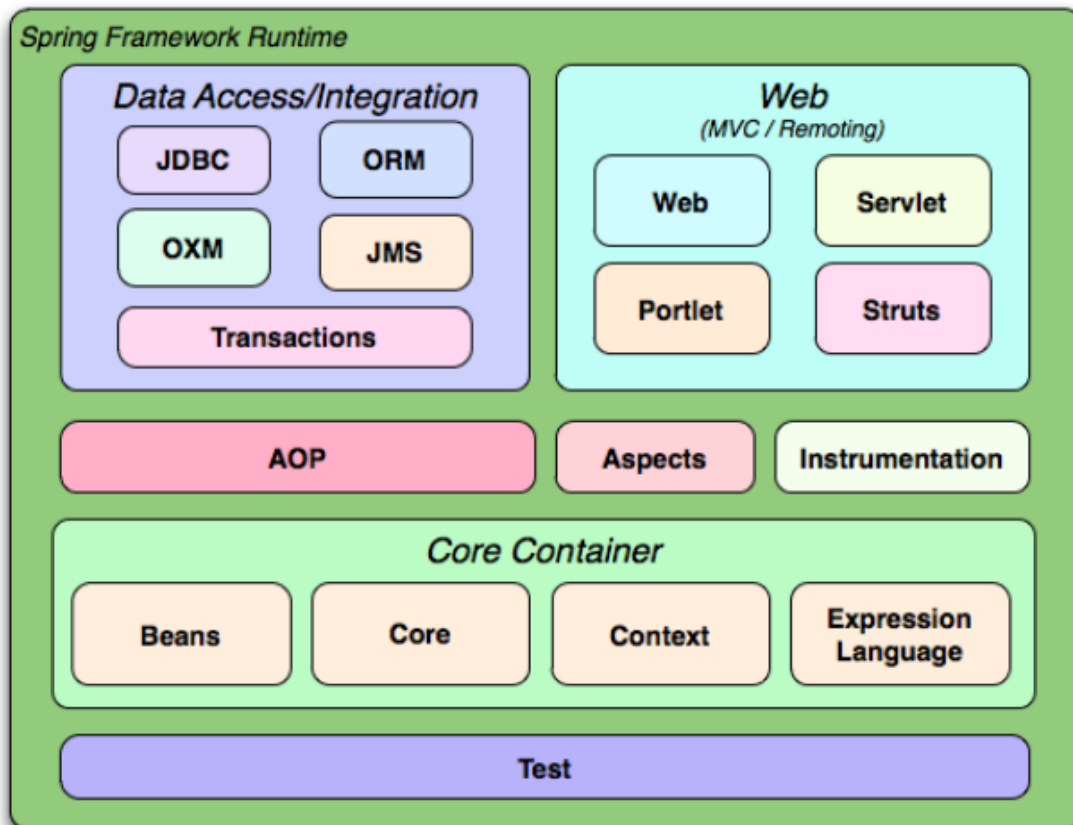 Spring Framework Runtime
Data Access/Integration
JDBC
ORM
OXM
JMS
Transactions
Web
(MVC / Remoting)
Web
Servlet
Portlet
Struts
AOP
Aspects
Instrumentation
Core Container
Beans
Core
Context
Expression
Language
Test